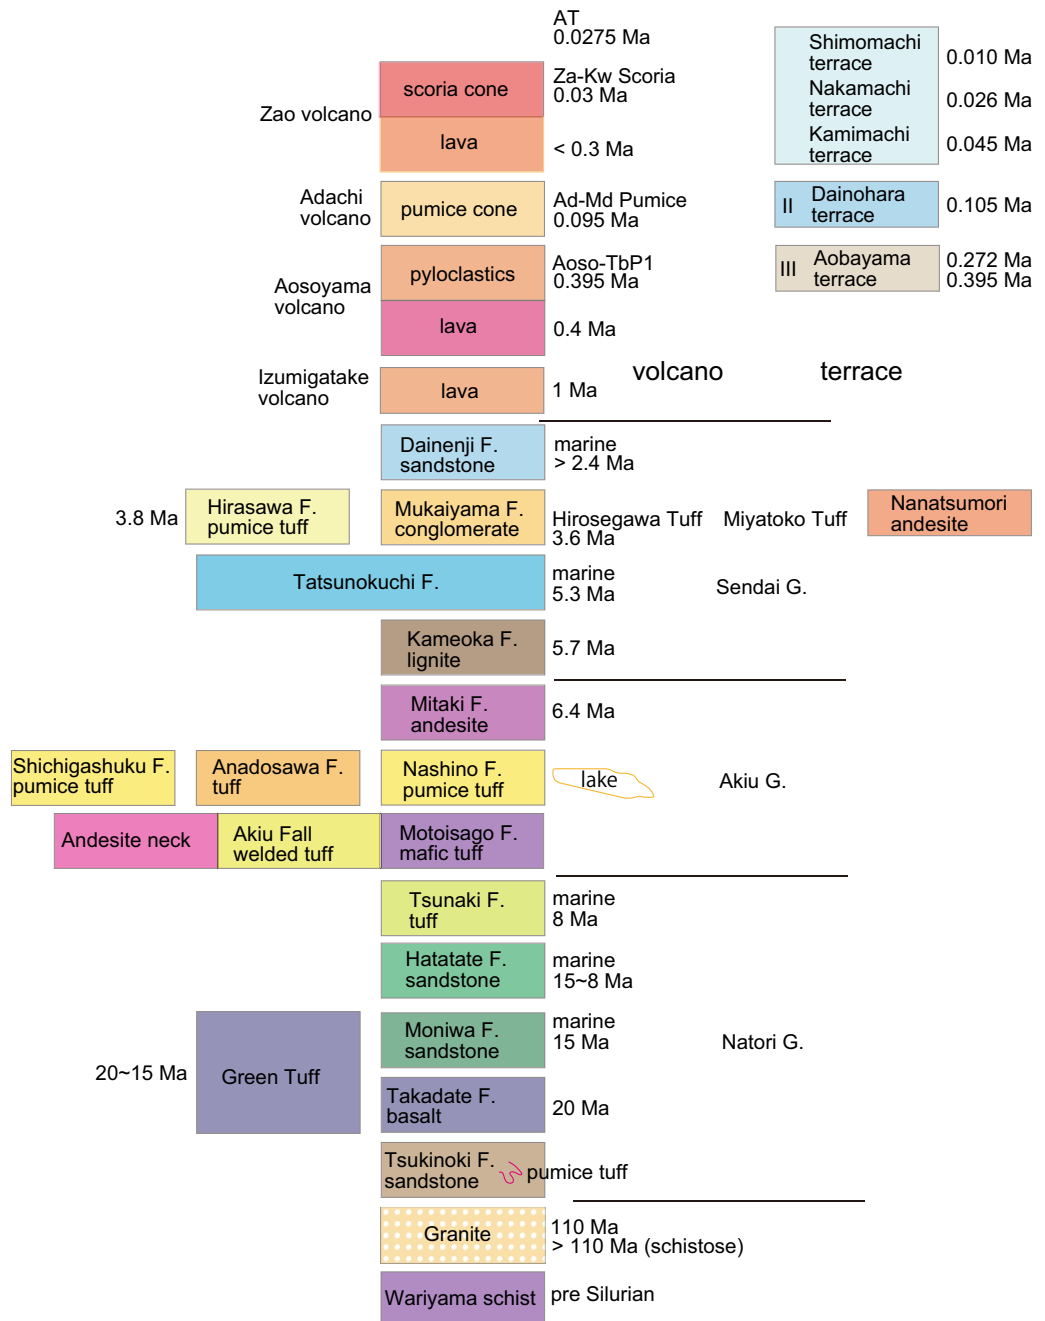 AT
0.0275 Ma
Shimomachi
terrace
0.010 Ma
Zao volcano
scoria cone
Za-Kw Scoria
0.03 Ma
Nakamachi
terrace
0.026 Ma
lava
< 0.3 Ma
Kamimachi
terrace
0.045 Ma
Adachi
volcano
pumice cone
Ad-Md Pumice
0.095 Ma
II
Dainohara
terrace
0.105 Ma
Aosoyama
volcano
pyloclastics
Aoso-TbP1
0.395 Ma
III
Aobayama
terrace
0.272 Ma
0.395 Ma
lava
0.4 Ma
volcano
terrace
Izumigatake
volcano
lava
1 Ma
Dainenji F.
sandstone
marine
> 2.4 Ma
3.8 Ma
Hirasawa F.
pumice tuff
Mukaiyama F.
conglomerate
Hirosegawa Tuff
3.6 Ma
Miyatoko Tuff
Nanatsumori
andesite
Tatsunokuchi F.
marine
5.3 Ma
Sendai G.
Kameoka F.
lignite
5.7 Ma
Mitaki F.
andesite
6.4 Ma
Shichigashuku F.
pumice tuff
Anadosawa F.
tuff
Nashino F.
pumice tuff
lake
Akiu G.
Andesite neck
Akiu Fall
welded tuff
Motoisago F.
mafic tuff
Tsunaki F.
tuff
marine
8 Ma
Hatatate F.
sandstone
marine
15~8 Ma
20~15 Ma
Green Tuff
Moniwa F.
sandstone
marine
15 Ma
Natori G.
Takadate F.
basalt
20 Ma
Tsukinoki F.
sandstone
pumice tuff
Granite
110 Ma
> 110 Ma (schistose)
Wariyama schist
pre Silurian